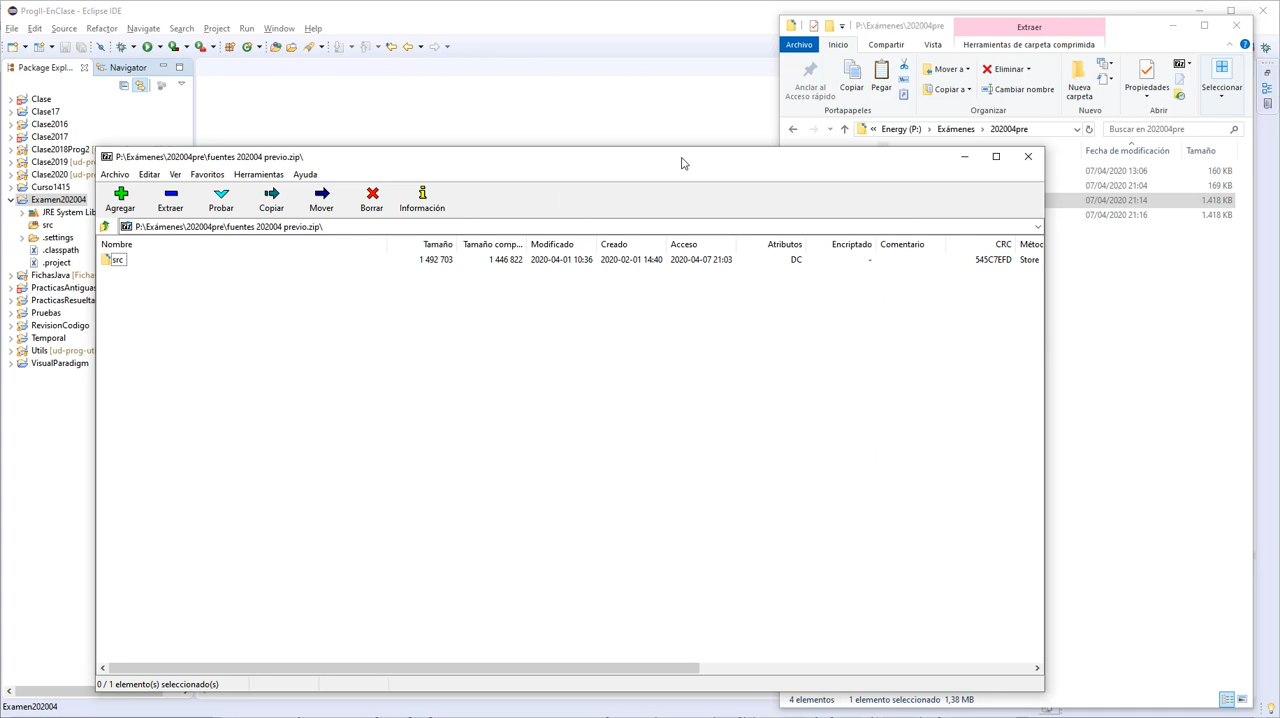 ProgII-EnClase - Eclipse IDE
File Edit Source Refactor Navigate Search Project Run Window Help
Package Expl... Navigator
Clase
Clase17
Clase2016
Clase2017
Clase2018Prog2
Clase2019 [ud-pro
Clase2020 [ud-pro
Curso1415
Examen202004
JRE System Lib
src
.settings
.classpath
.project
FichasJava
PracticasAntiguas
PracticasResuelta
Pruebas
RevisionCodigo
Temporal
Utils [ud-prog-uti
VisualParadigm
Examen202004
P:\Exámenes\202004pre
Extraer
Archivo Inicio Compartir Vista Herramientas de carpeta comprimida
Anclar al Acceso rápido
Copiar
Pegar
Mover a
Copiar a
Eliminar
Cambiar nombre
Nueva carpeta
Propiedades
Seleccionar
Portapapeles Organizar Nuevo Abrir
« Energy (P:) Exámenes 202004pre
Buscar en 202004pre
Fecha de modificación Tamaño
07/04/2020 13:06 160 KB
07/04/2020 21:04 169 KB
07/04/2020 21:14 1.418 KB
07/04/2020 21:16 1.418 KB
4 elementos 1 elemento seleccionado 1,38 MB
P:\Exámenes\202004pre\fuentes 202004 previo.zip\
Archivo Editar Ver Favoritos Herramientas Ayuda
Agregar Extraer Probar Copiar Mover Borrar Información
P:\Exámenes\202004pre\fuentes 202004 previo.zip\
Nombre Tamaño Tamaño comp... Modificado Creado Acceso Atributos Encriptado Comentario CRC Métoc
src 1 492 703 1 446 822 2020-04-01 10:36 2020-02-01 14:40 2020-04-07 21:03 DC - 545C7EFD Store
0 / 1 elemento(s) seleccionado(s)